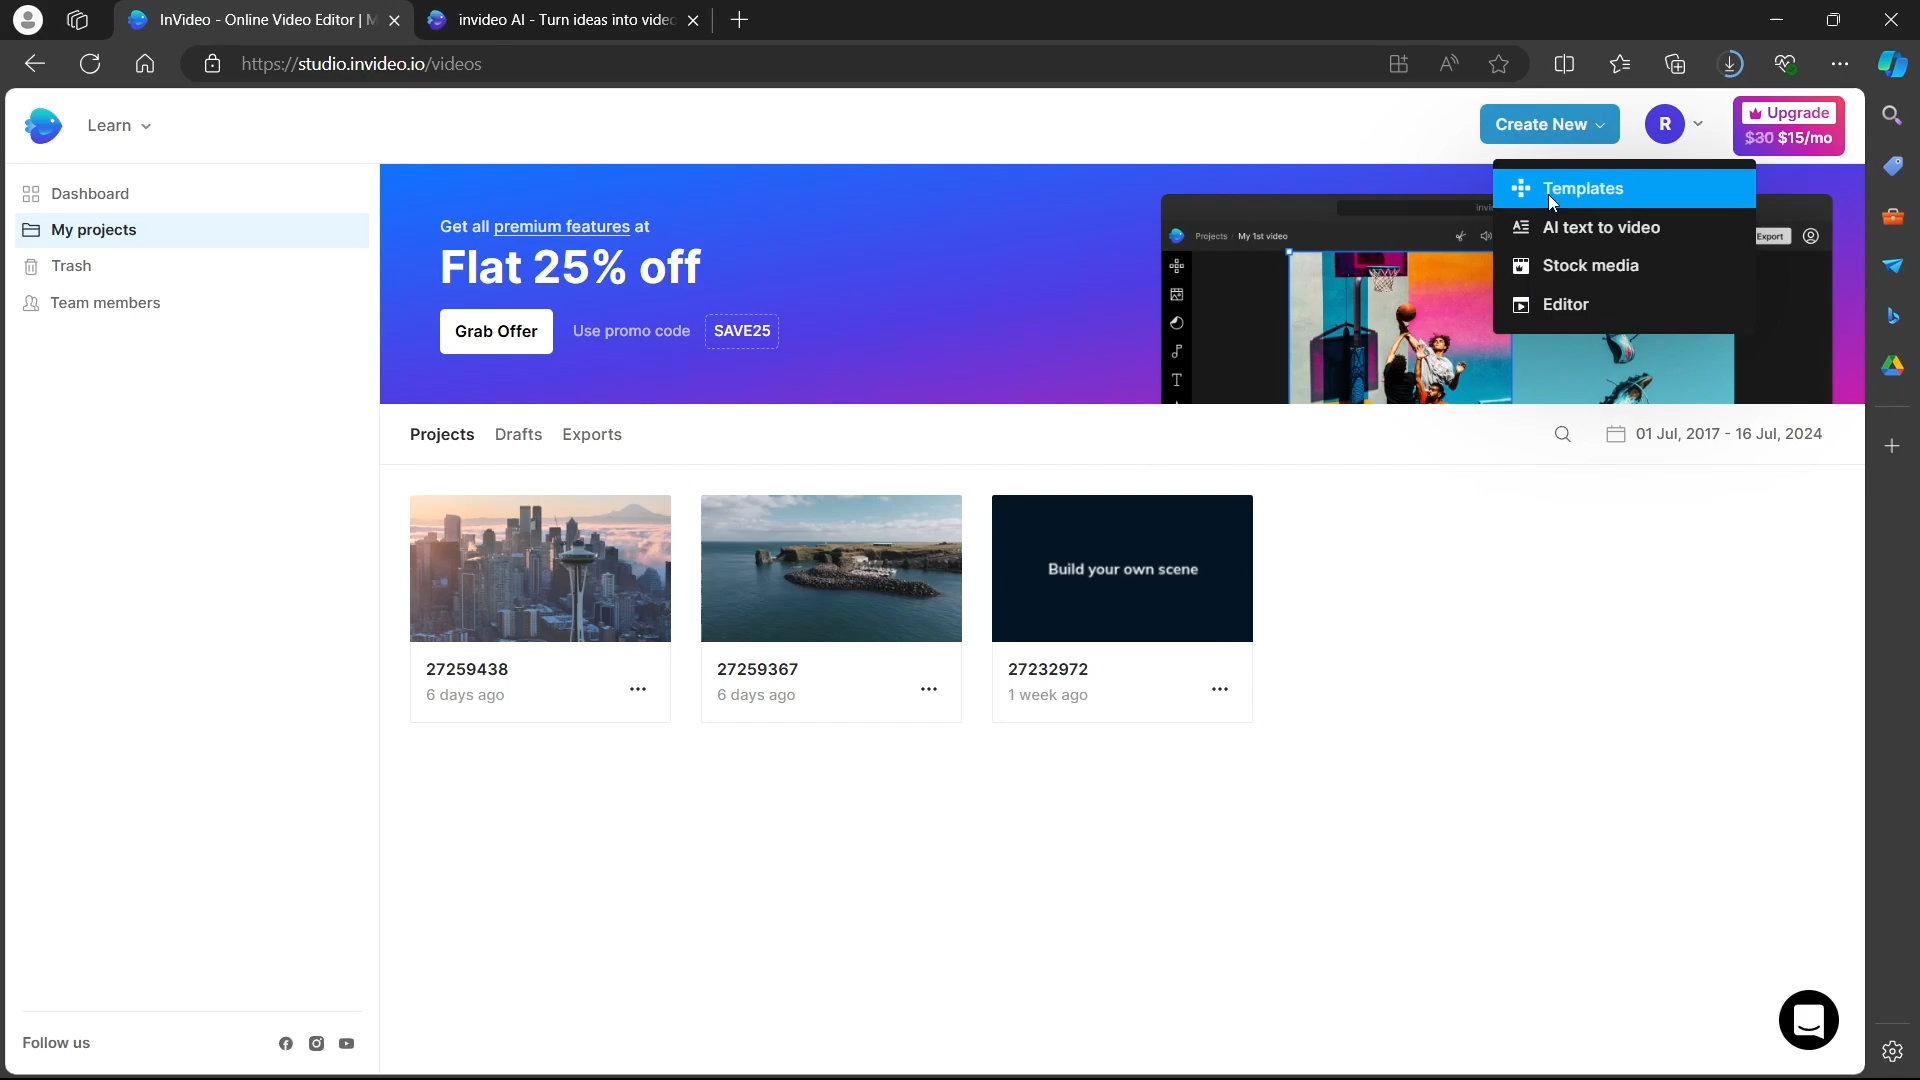 InVideo - Online Video Editor | M
invideo AI - Turn ideas into video
https://studio.invideo.io/videos
Learn
Create New
R
Upgrade
$30 $15/mo
Dashboard
My projects
Trash
Team members
Get all premium features at
Flat 25% off
Grab Offer
Use promo code
SAVE25
Projects
My 1st video
Export
Templates
AI text to video
Stock media
Editor
Projects
Drafts
Exports
01 Jul, 2017 - 16 Jul, 2024
Build your own scene
27259438
6 days ago
27259367
6 days ago
27232972
1 week ago
Follow us